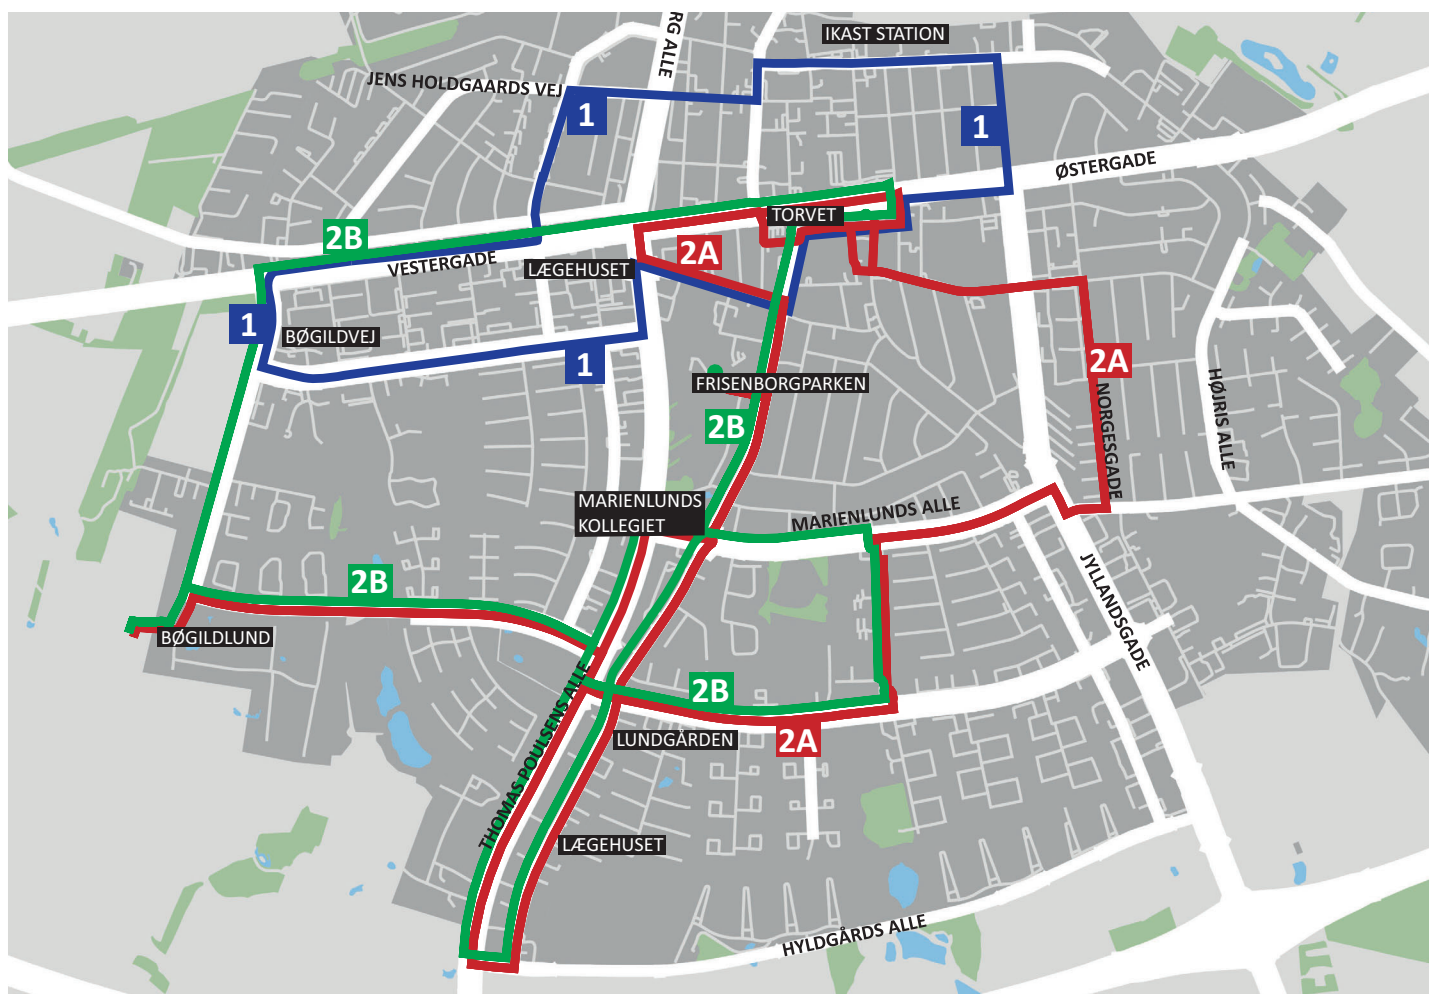 IKAST STATION
RG ALLE
JENS HOLDGAARDS VEJ
1
1
ØSTERGADE
TORVET
2B
2A
VESTERGADE
LÆGEHUSET
1
BØGILDVEJ
1
2A
FRISENBORGPARKEN
HØJRIS ALLE
NORGESGADE
2B
MARIENLUNDS
KOLLEGIET
MARIENLUNDS ALLE
2B
JYLLANDSGADE
BØGILDLUND
2B
THOMAS POULSENS ALLE
LUNDGÅRDEN
2A
LÆGEHUSET
HYLDGÅRDS ALLE